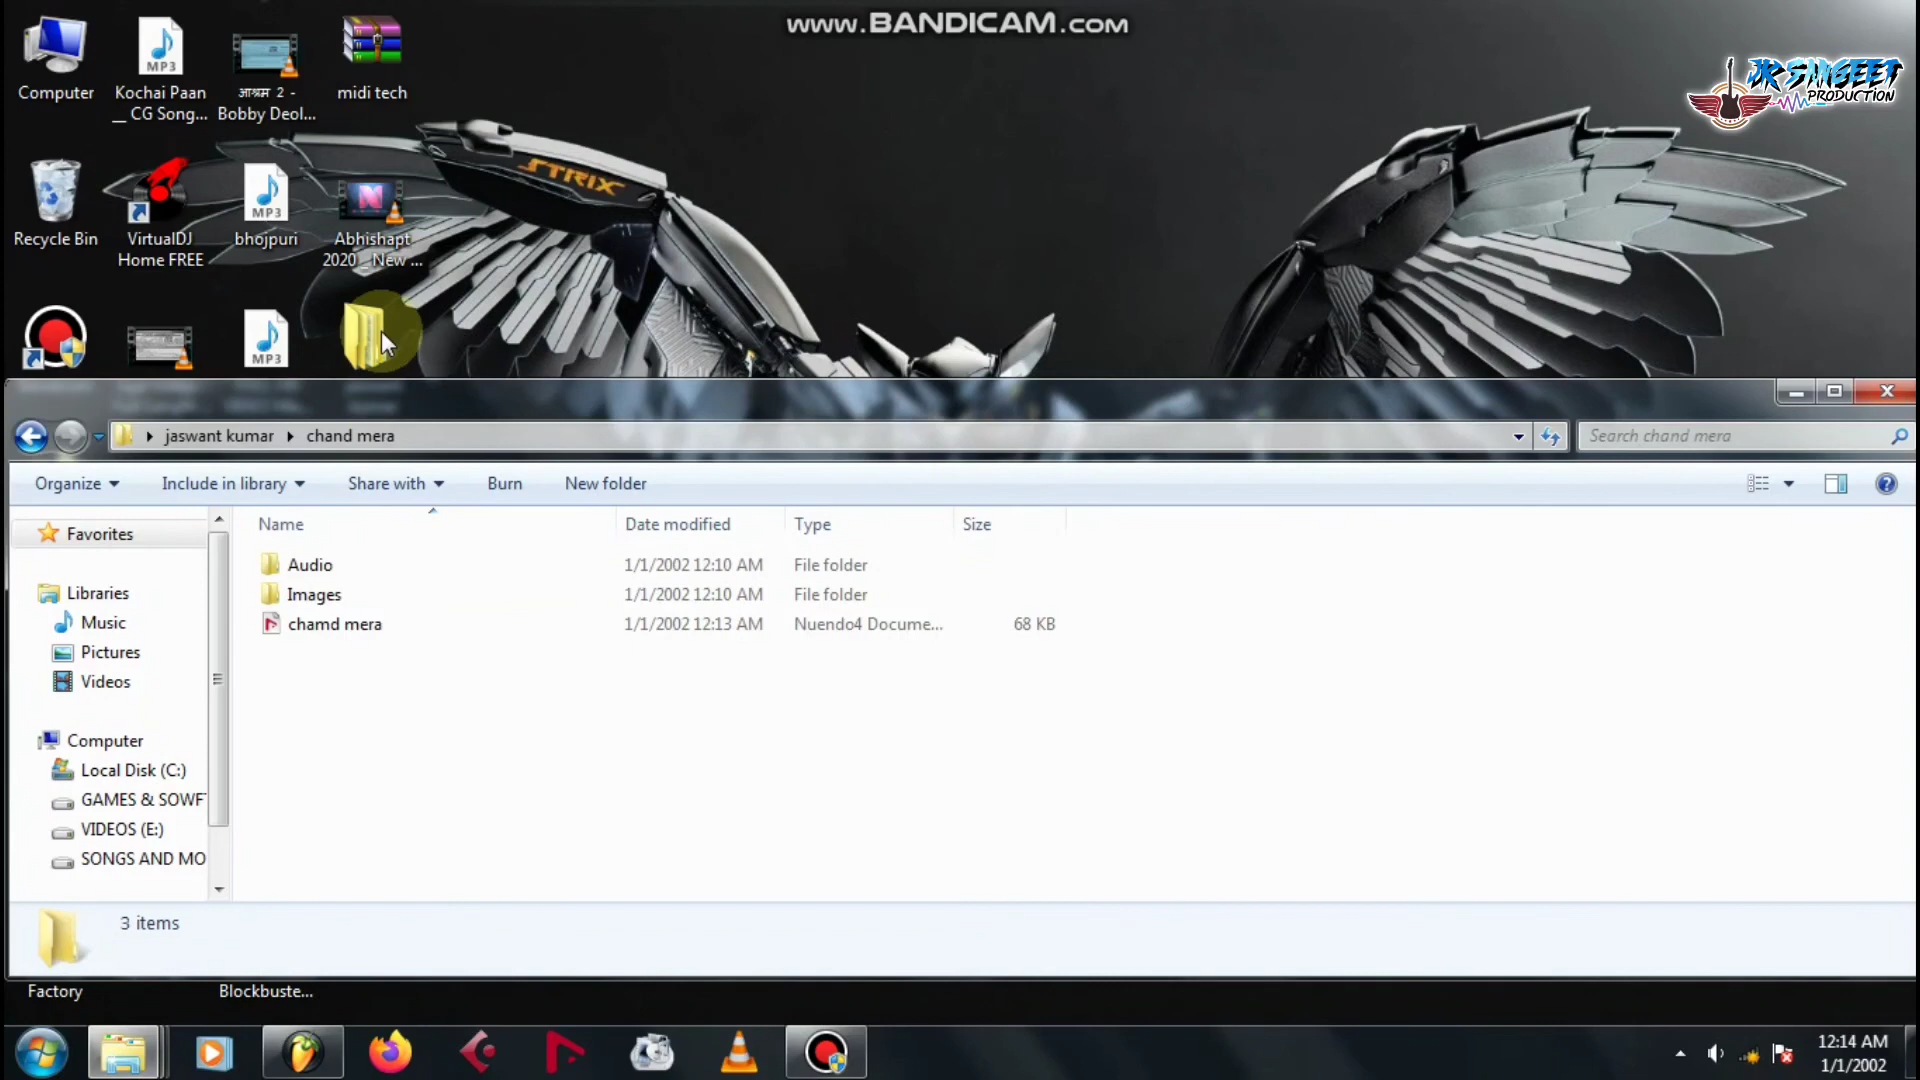 www.BANDICAM.com
JK SANGEET
PRODUCTION
Computer
Kochai Paan
__ CG Song...
आश्रम 2 -
Bobby Deol...
midi tech
MP3
STRIX
Recycle Bin
VirtualDJ
Home FREE
MP3
bhojpuri
N
Abhishapt
2020 _ New ...
MP3
jaswant kumar
chand mera
Search chand mera
Organize
Include in library
Share with
Burn
New folder
Name
Date modified
Type
Size
Favorites
Audio
1/1/2002 12:10 AM
File folder
Images
1/1/2002 12:10 AM
File folder
chamd mera
1/1/2002 12:13 AM
Nuendo4 Docume...
68 KB
Libraries
Music
Pictures
Videos
Computer
Local Disk (C:)
GAMES & SOWF
VIDEOS (E:)
SONGS AND MO
3 items
Factory
Blockbuste...
12:14 AM
1/1/2002